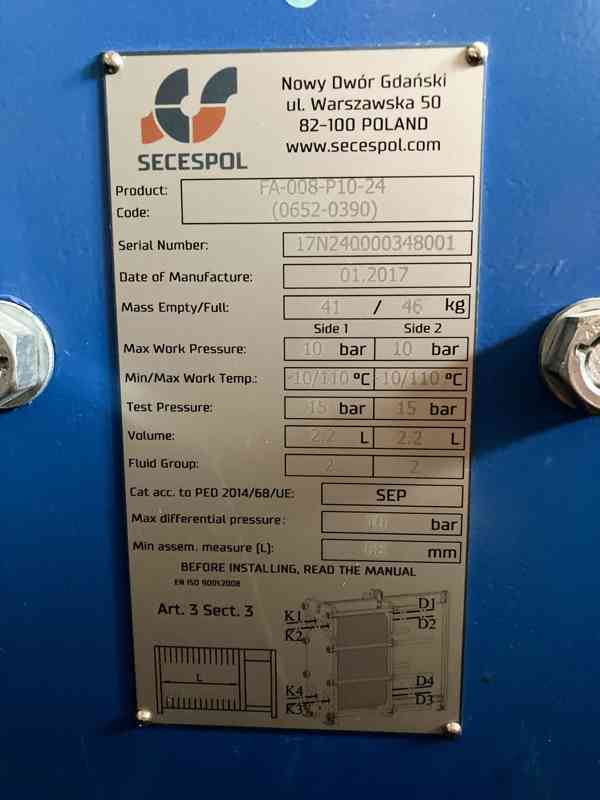 SECESPOL
Nowy Dwór Gdański
ul. Warszawska 50
82-100 POLAND
www.secespol.com
Product: FA-008-P10-24
Code: (0652-0390)
Serial Number: 17N240000348001
Date of Manufacture: 01.2017
Mass Empty/Full: 41 / 46 kg
Side 1 Side 2
Max Work Pressure: 10 bar 10 bar
Min/Max Work Temp.: -10/110 °C -10/110 °C
Test Pressure: 15 bar 15 bar
Volume: 2.2 L 2.2 L
Fluid Group: 2 2
Cat acc. to PED 2014/68/UE: SEP
Max differential pressure: 10 bar
Min assem. measure (L): mm
BEFORE INSTALLING, READ THE MANUAL
EN ISO 9001:2008
Art. 3 Sect. 3
K1 D1
K2 D2
L
K4 D4
K3 D3